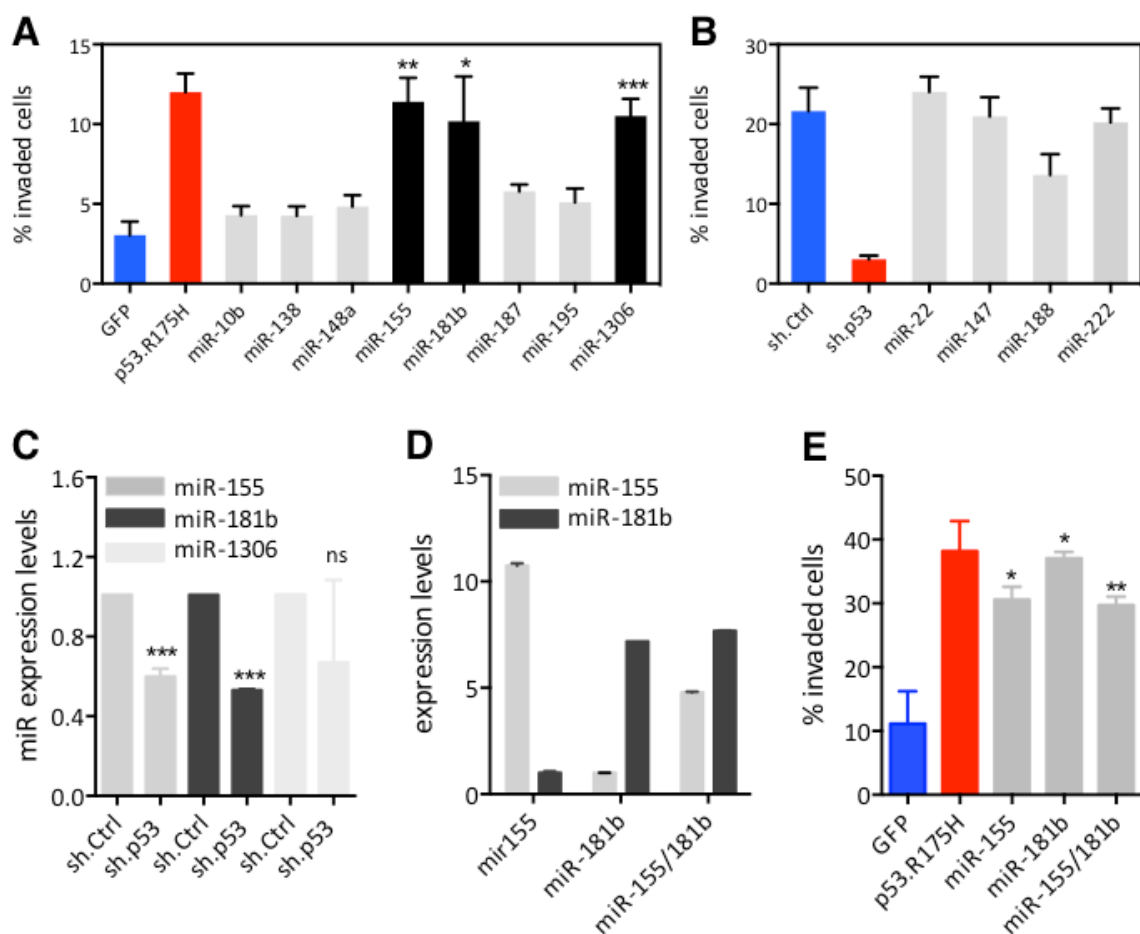 A
% invaded cells
15
10
5
0
** * ***
GFP
p53.R175H
miR-10b
miR-138
miR-148a
miR-155
miR-181b
miR-187
miR-195
miR-1306
B
% invaded cells
30
20
10
0
sh.Ctrl
sh.p53
miR-22
miR-147
miR-188
miR-222
C
miR expression levels
1.6
1.2
0.8
0.4
0.0
miR-155
miR-181b
miR-1306
*** *** ns
sh.Ctrl
sh.p53
sh.Ctrl
sh.p53
sh.Ctrl
sh.p53
D
expression levels
15
10
5
0
miR-155
miR-181b
mir155
miR-181b
miR-155/181b
E
% invaded cells
50
40
30
20
10
0
* * **
GFP
p53.R175H
miR-155
miR-181b
miR-155/181b